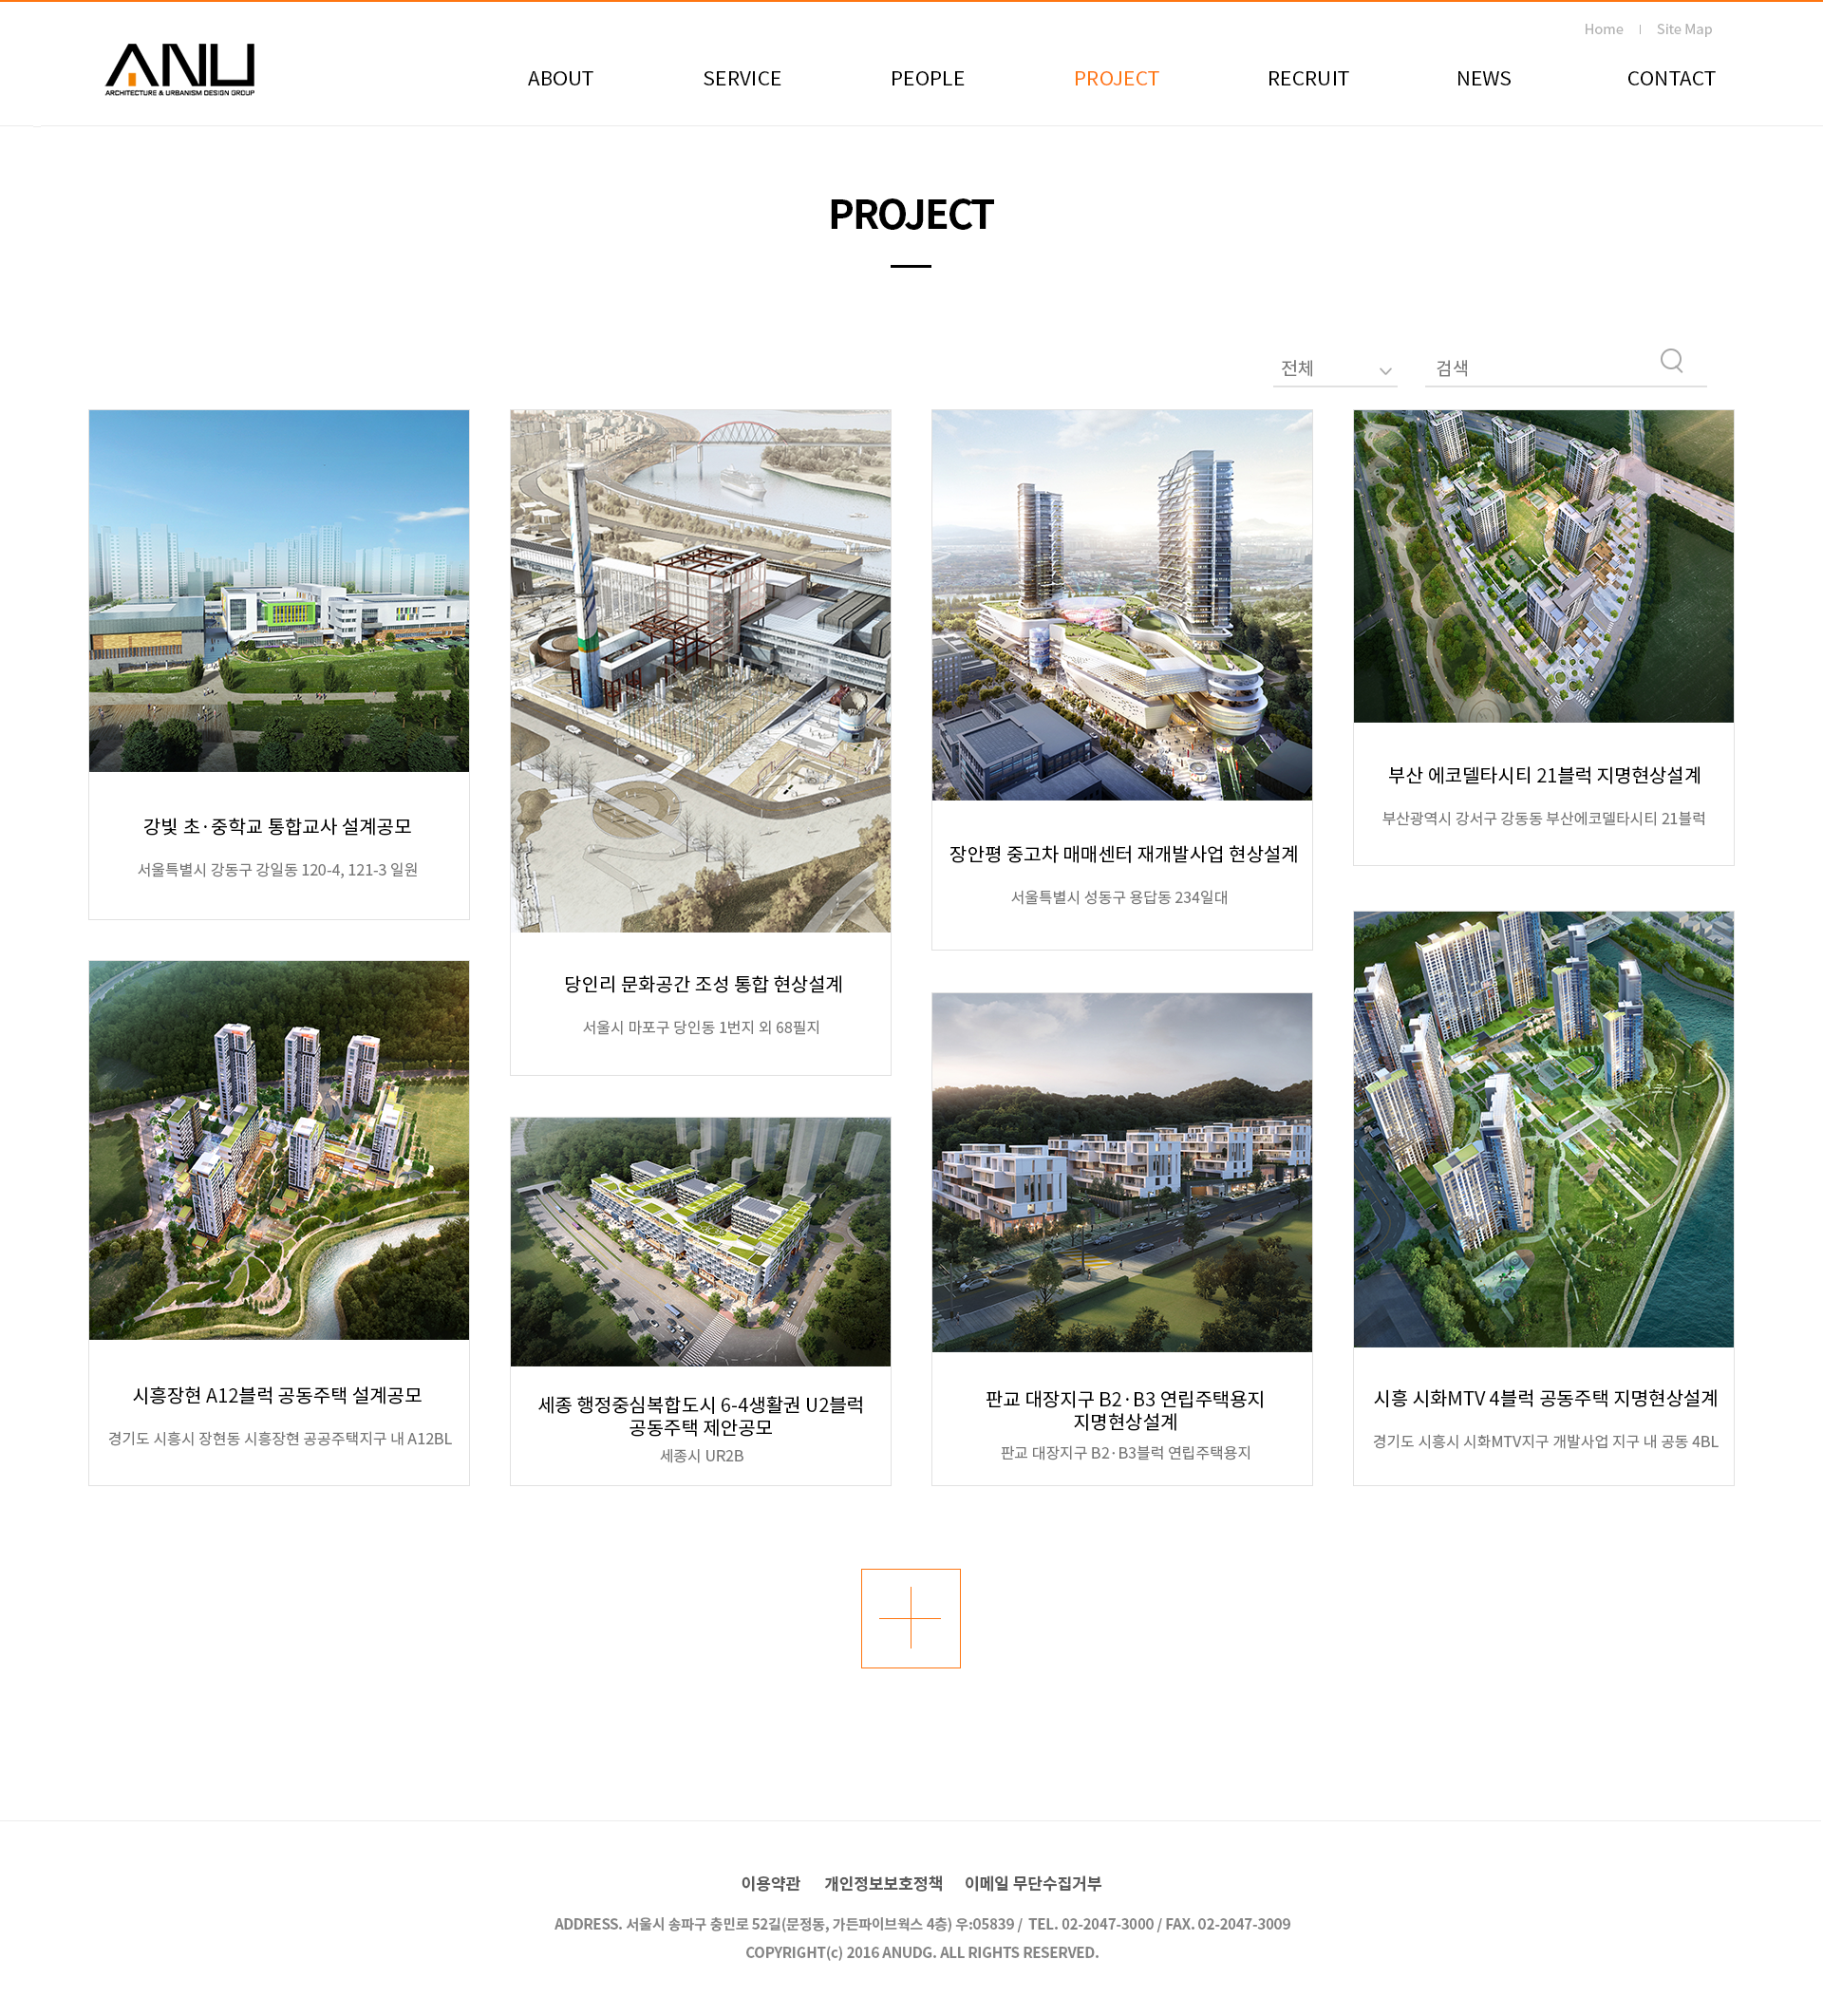 Home | Site Map
ANU
ARCHITECTURE & URBANISM DESIGN GROUP
ABOUT SERVICE PEOPLE PROJECT RECRUIT NEWS CONTACT
PROJECT
전체 검색
강빛 초·중학교 통합교사 설계공모
서울특별시 강동구 강일동 120-4, 121-3 일원
당인리 문화공간 조성 통합 현상설계
서울시 마포구 당인동 1번지 외 68필지
장안평 중고차 매매센터 재개발사업 현상설계
서울특별시 성동구 용답동 234일대
부산 에코델타시티 21블럭 지명현상설계
부산광역시 강서구 강동동 부산에코델타시티 21블럭
시흥장현 A12블럭 공동주택 설계공모
경기도 시흥시 장현동 시흥장현 공공주택지구 내 A12BL
세종 행정중심복합도시 6-4생활권 U2블럭
공동주택 제안공모
세종시 UR2B
판교 대장지구 B2·B3 연립주택용지
지명현상설계
판교 대장지구 B2·B3블럭 연립주택용지
시흥 시화MTV 4블럭 공동주택 지명현상설계
경기도 시흥시 시화MTV지구 개발사업 지구 내 공동 4BL
이용약관 개인정보보호정책 이메일 무단수집거부
ADDRESS. 서울시 송파구 충민로 52길(문정동, 가든파이브웍스 4층) 우:05839 / TEL. 02-2047-3000 / FAX. 02-2047-3009
COPYRIGHT(c) 2016 ANUDG. ALL RIGHTS RESERVED.